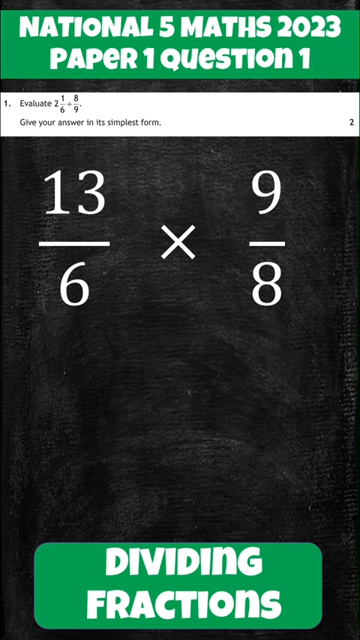 NATIONAL 5 MATHS 2023
PAPER 1 QUESTION 1
1. Evaluate 2 1/6 ÷ 8/9.
Give your answer in its simplest form. 2
13/6 × 9/8
DIVIDING
FRACTIONS